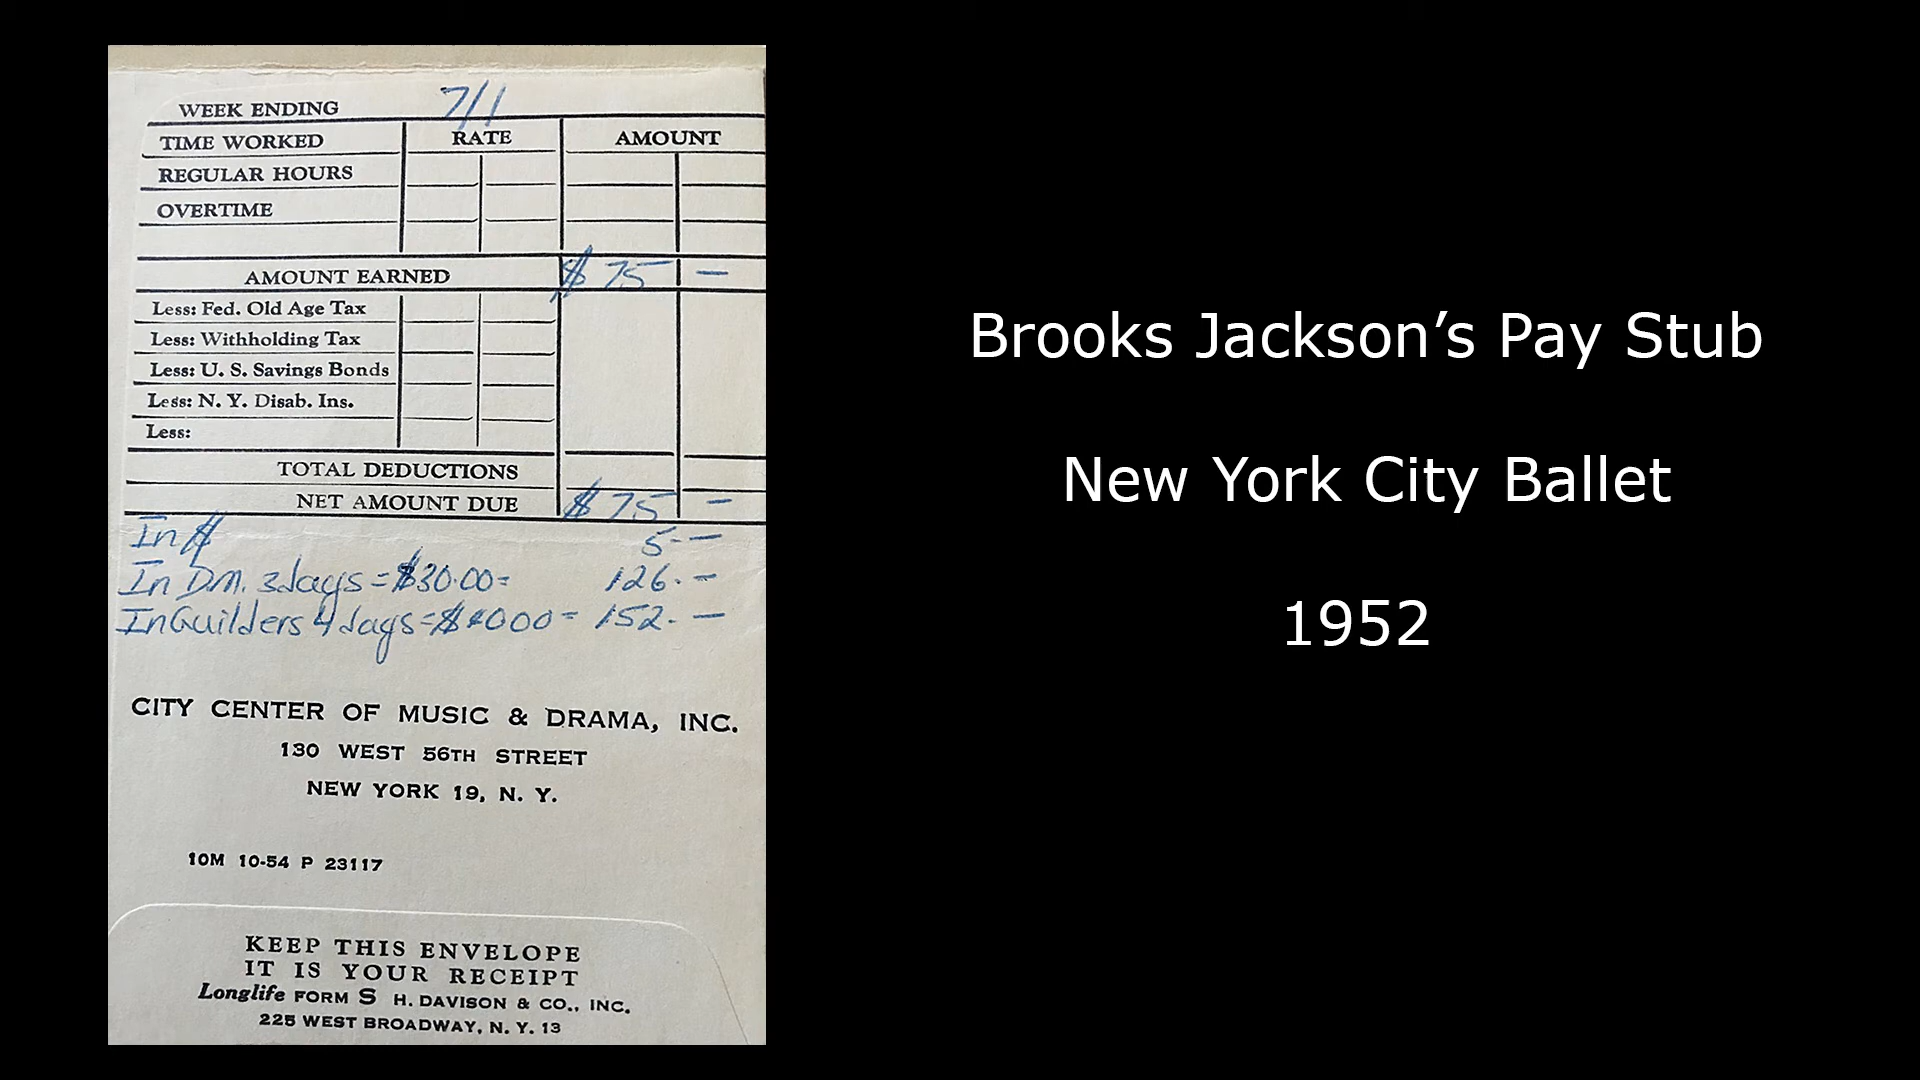 WEEK ENDING 7/1
TIME WORKED RATE AMOUNT
REGULAR HOURS
OVERTIME
AMOUNT EARNED $ 75 —
Less: Fed. Old Age Tax
Less: Withholding Tax
Less: U. S. Savings Bonds
Less: N. Y. Disab. Ins.
Less:
TOTAL DEDUCTIONS
NET AMOUNT DUE $ 75 —
In $ 5.—
In DM. 3 days = $30.00 = 126.—
In Guilders 4 days = $4000 = 152.—
CITY CENTER OF MUSIC & DRAMA, INC.
130 WEST 56TH STREET
NEW YORK 19, N. Y.
10M 10-54 P 23117
KEEP THIS ENVELOPE
IT IS YOUR RECEIPT
Longlife FORM S H. DAVISON & CO., INC.
225 WEST BROADWAY, N. Y. 13
Brooks Jackson’s Pay Stub
New York City Ballet
1952